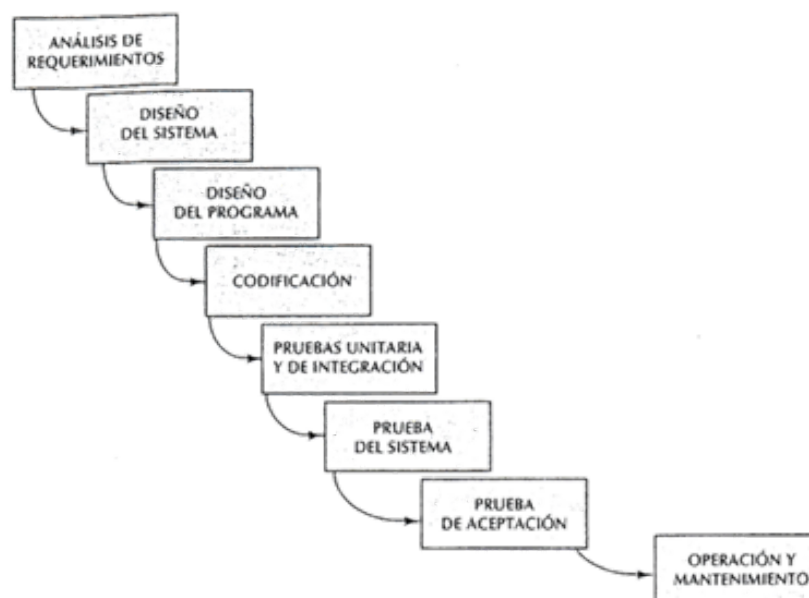 ANÁLISIS DE
REQUERIMIENTOS
DISEÑO
DEL SISTEMA
DISEÑO
DEL PROGRAMA
CODIFICACIÓN
PRUEBAS UNITARIA
Y DE INTEGRACIÓN
PRUEBA
DEL SISTEMA
PRUEBA
DE ACEPTACIÓN
OPERACIÓN Y
MANTENIMIENTO